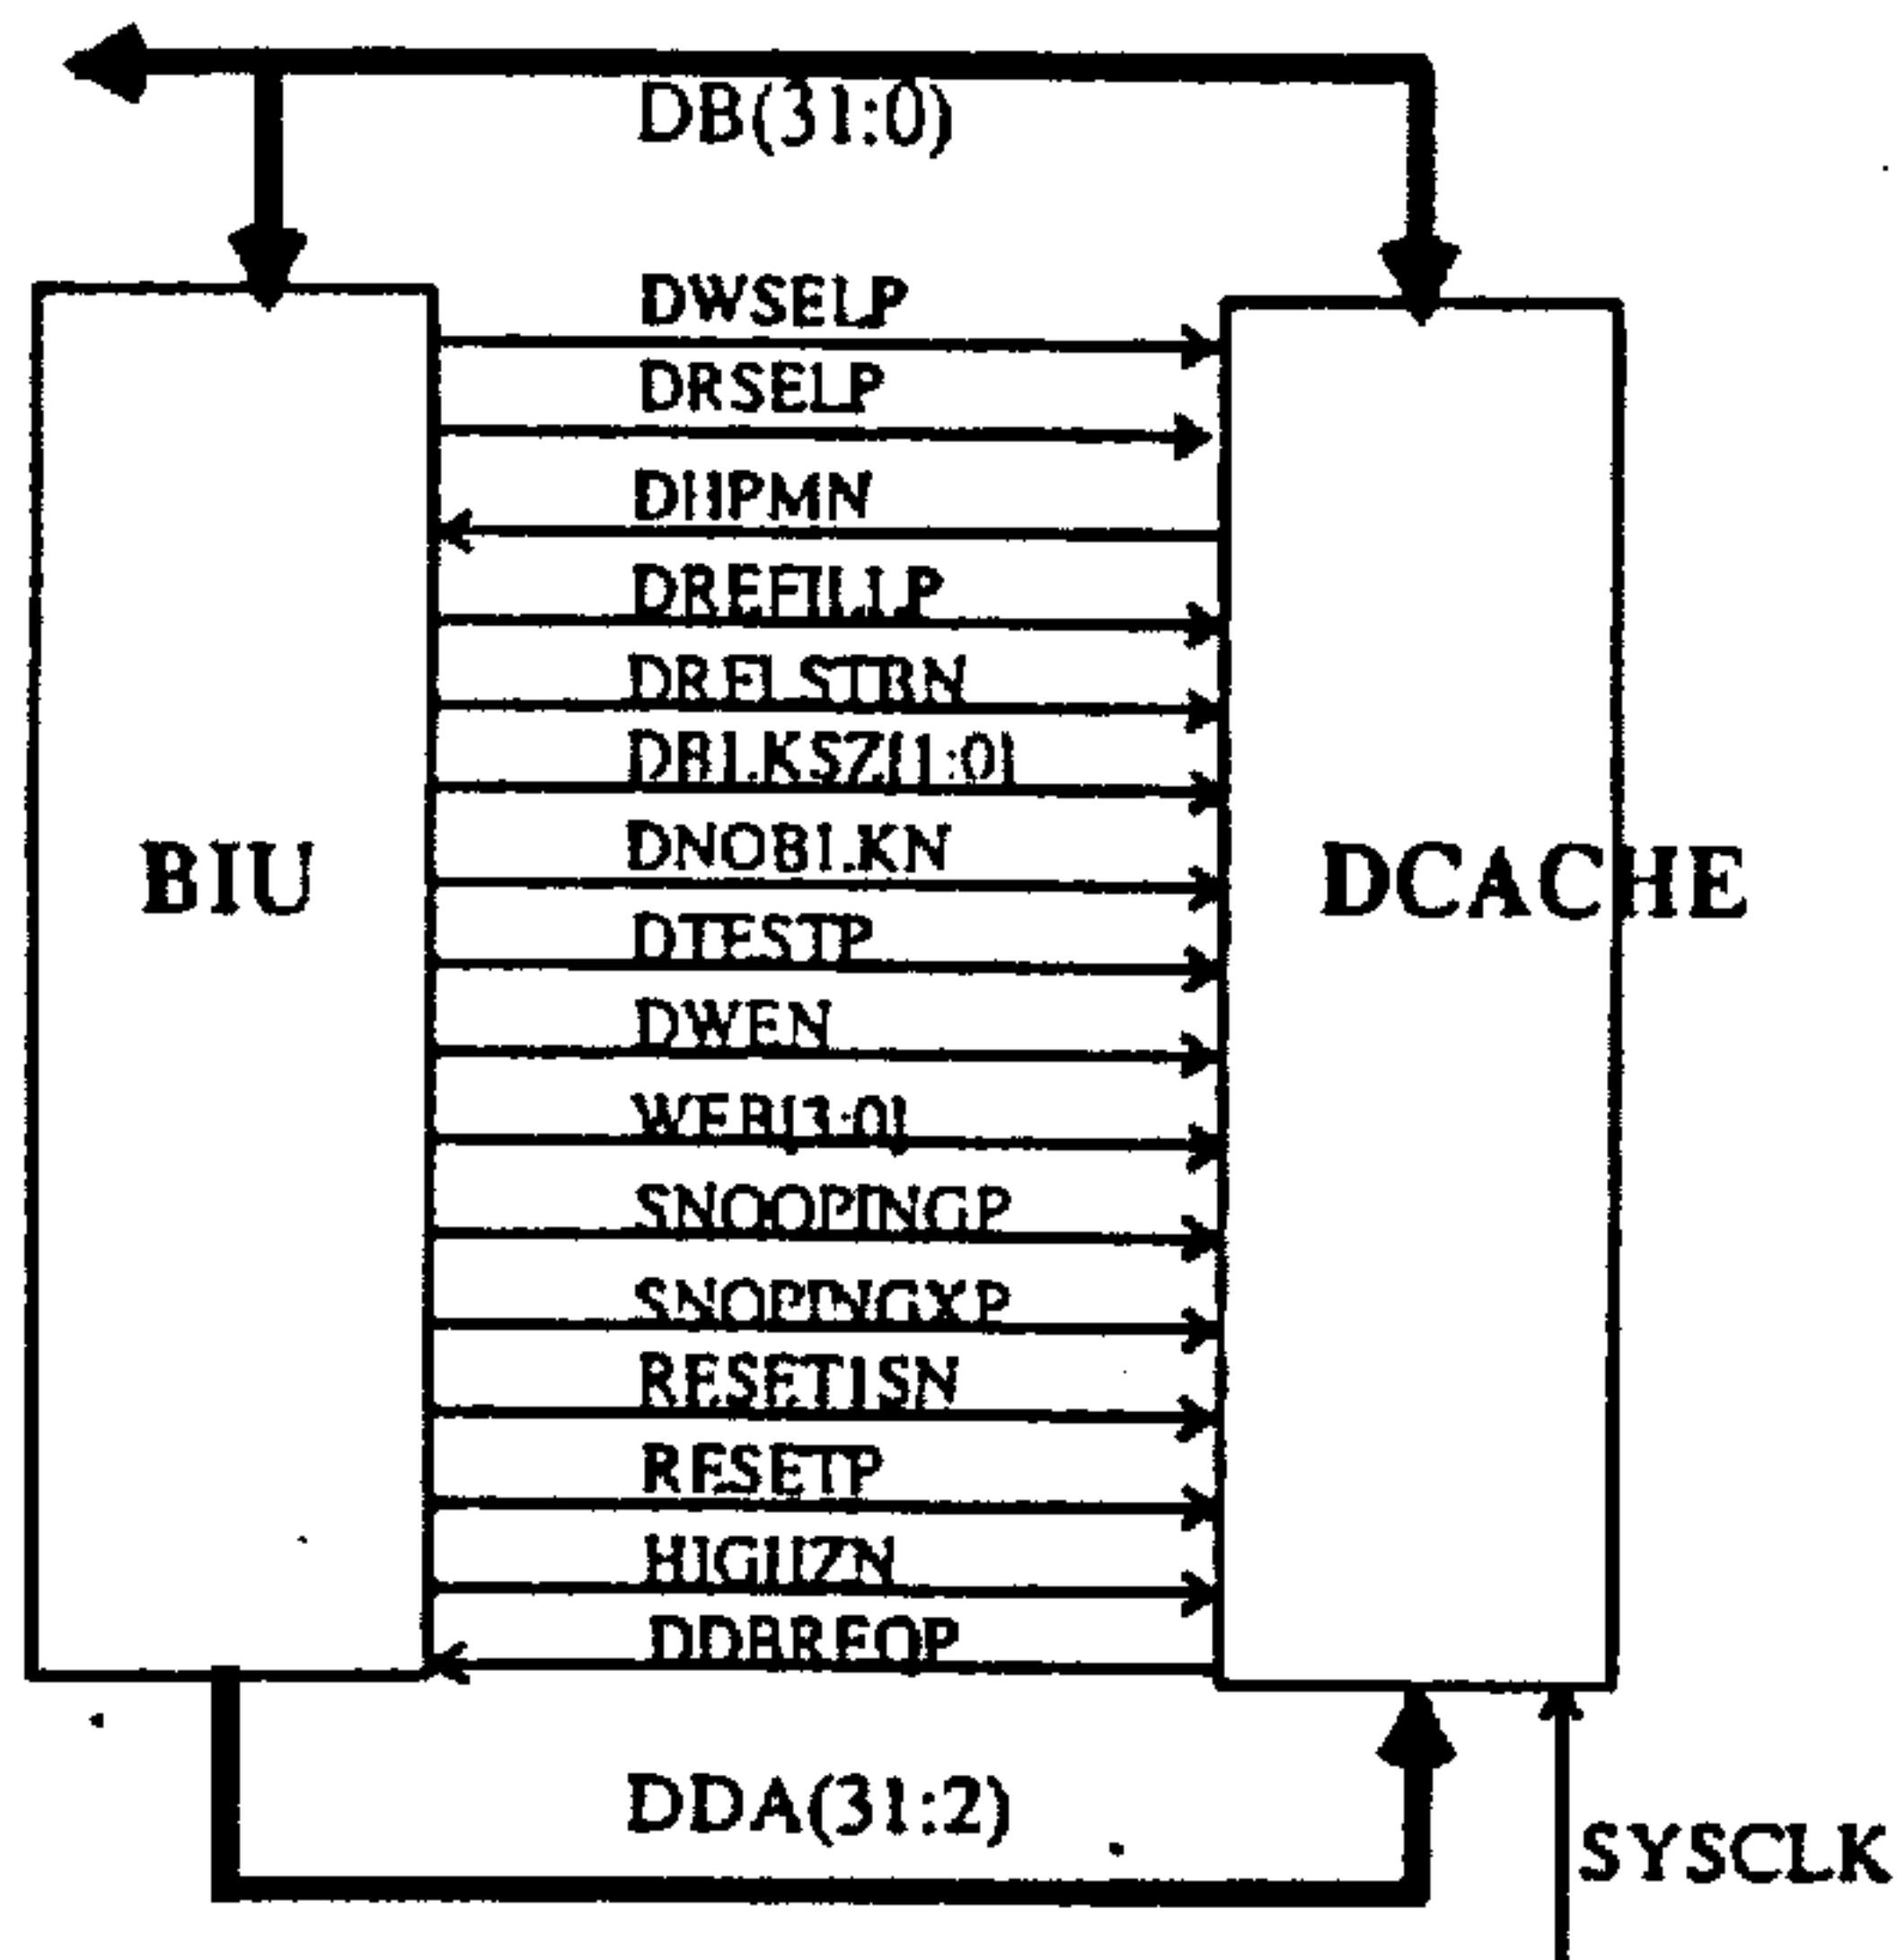 DB(31:0)
DWSELP
DRSELP
DHPMN
DREFILLP
DRFLSTRN
DBLKSZ[1:0]
DNOBLKN
DTESTP
DWEN
WEB[3:0]
BIU
DCACHE
SNOOPINGP
SNOPINGXP
RESETISN
RESETP
HIGHZN
DDBREQP
DDA(31:2)
SYSCLK